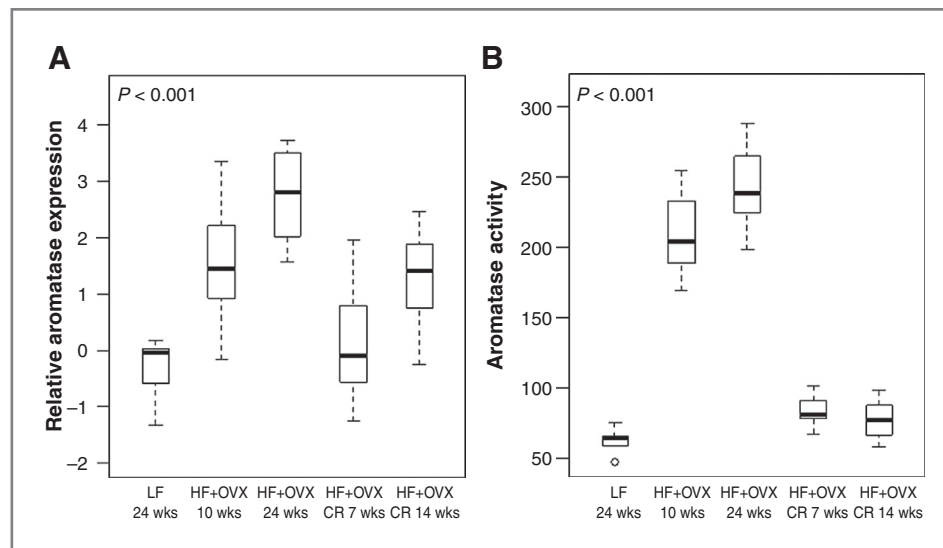 A
P < 0.001
Relative aromatase expression
4
3
2
1
0
−1
−2
LF
24 wks
HF+OVX
10 wks
HF+OVX
24 wks
HF+OVX
CR 7 wks
HF+OVX
CR 14 wks
B
P < 0.001
Aromatase activity
300
250
200
150
100
50
LF
24 wks
HF+OVX
10 wks
HF+OVX
24 wks
HF+OVX
CR 7 wks
HF+OVX
CR 14 wks